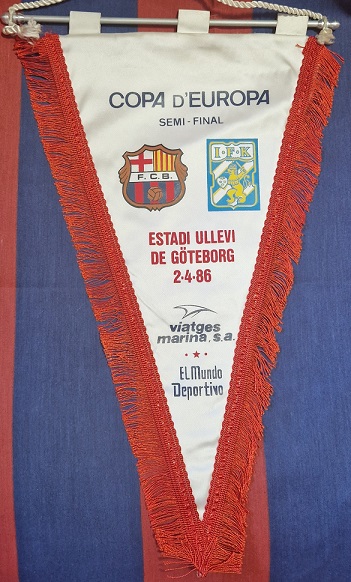 COPA D'EUROPA
SEMI-FINAL
F.C.B.
I•F•K
ESTADI ULLEVI
DE GÖTEBORG
2·4·86
viatges
marina, s.a.
El Mundo
Deportivo